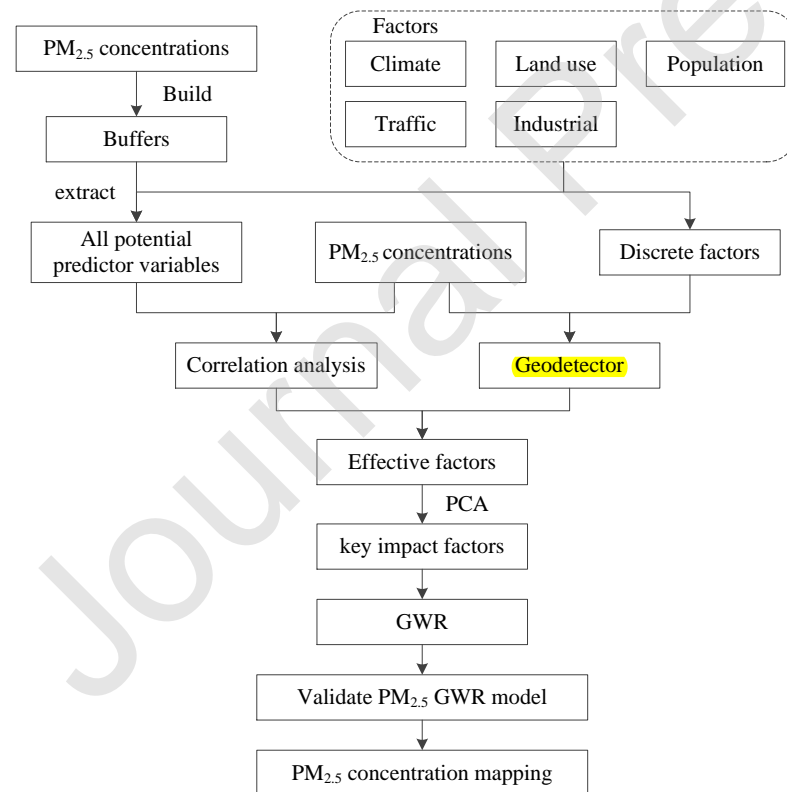 PM2.5 concentrations
Factors
Climate
Land use
Population
Build
Traffic
Industrial
Buffers
extract
All potential
predictor variables
PM2.5 concentrations
Discrete factors
Correlation analysis
Geodetector
Effective factors
PCA
key impact factors
GWR
Validate PM2.5 GWR model
PM2.5 concentration mapping
Journal Pre